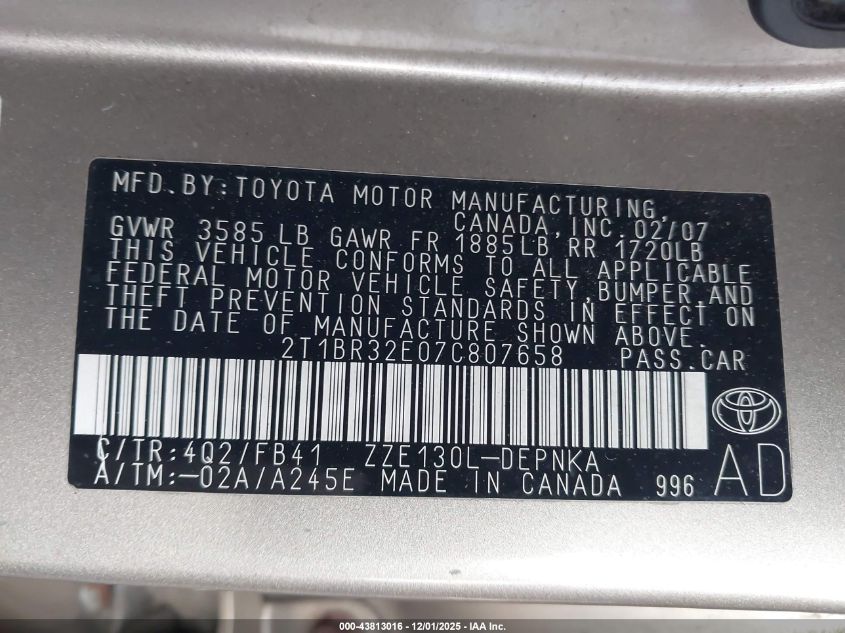 MFD.BY:TOYOTA MOTOR MANUFACTURING,
CANADA,INC.02/07
GVWR 3585LB GAWR FR 1885LB,RR 1720LB
THIS VEHICLE CONFORMS TO ALL APPLICABLE
FEDERAL MOTOR VEHICLE SAFETY,BUMPER,AND
THEFT PREVENTION STANDARDS IN EFFECT ON
THE DATE OF MANUFACTURE SHOWN ABOVE.
2T1BR32E07C807658 PASS.CAR
C/TR:4Q2/FB41 ZZE130L-DEPNKA
A/TM:-02A/A245E MADE IN CANADA 996 AD
000-43813016 - 12/01/2025 - IAA Inc.